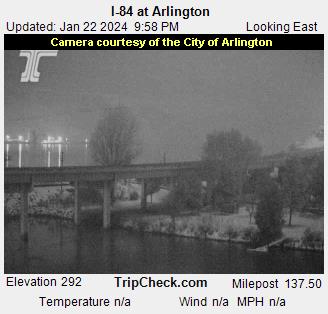 I-84 at Arlington
Updated: Jan 22 2024 9:58 PM Looking East
Camera courtesy of the City of Arlington
Elevation 292 TripCheck.com Milepost 137.50
Temperature n/a Wind n/a MPH n/a